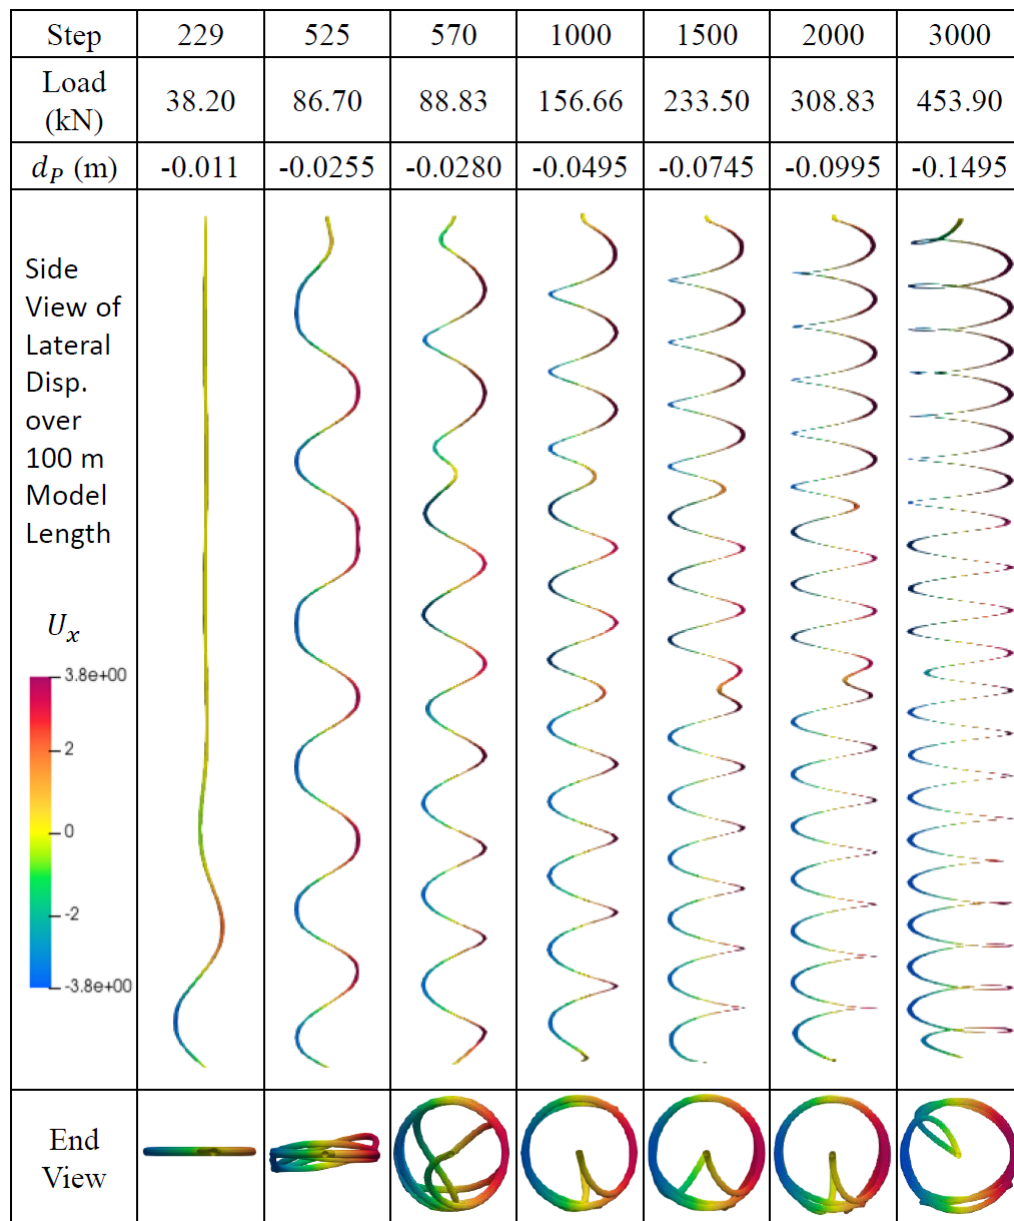 Step 229 525 570 1000 1500 2000 3000
Load
(kN) 38.20 86.70 88.83 156.66 233.50 308.83 453.90
d_P (m) -0.011 -0.0255 -0.0280 -0.0495 -0.0745 -0.0995 -0.1495
Side
View of
Lateral
Disp.
over
100 m
Model
Length
U_x
3.8e+00
2
0
-2
-3.8e+00
End
View